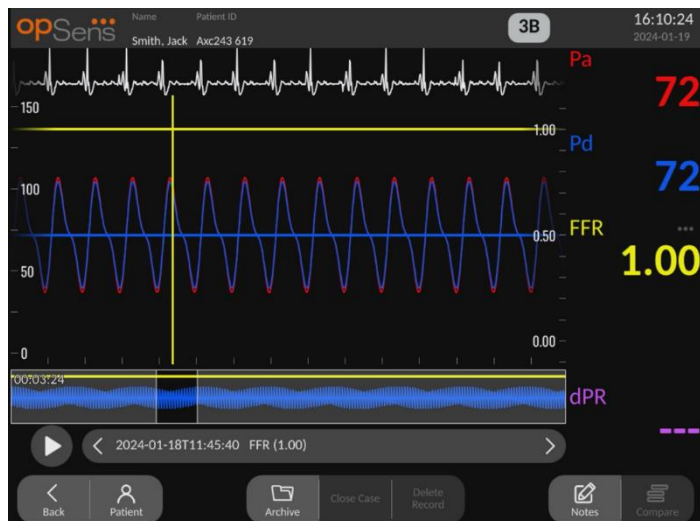 opSens
Name Patient ID
Smith, Jack Axc243 619
3B
16:10:24
2024-01-19
Pa
72
150
1.00
Pd
72
100
FFR
0.50
1.00
50
0.00
0
00:03:24
dPR
---
2024-01-18T11:45:40 FFR (1.00)
Back
Patient
Archive
Close Case
Delete
Record
Notes
Compare